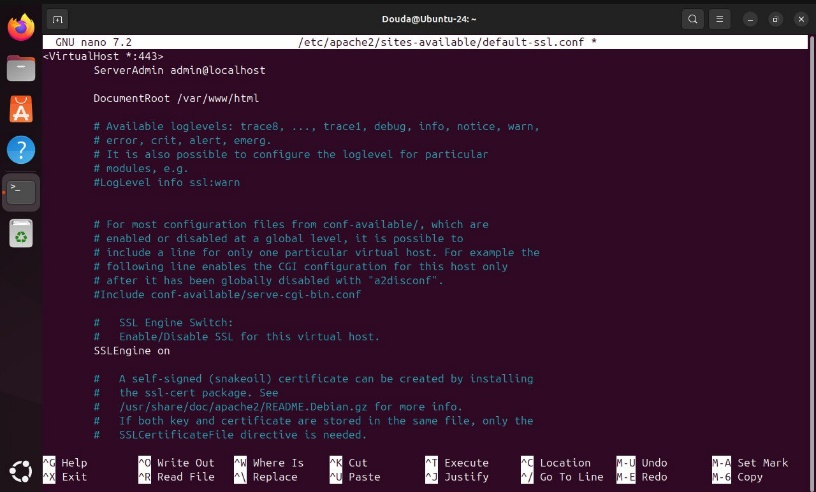 Douda@Ubuntu-24: ~
GNU nano 7.2 /etc/apache2/sites-available/default-ssl.conf *
<VirtualHost *:443>
ServerAdmin admin@localhost
DocumentRoot /var/www/html
# Available loglevels: trace8, ..., trace1, debug, info, notice, warn,
# error, crit, alert, emerg.
# It is also possible to configure the loglevel for particular
# modules, e.g.
#LogLevel info ssl:warn
# For most configuration files from conf-available/, which are
# enabled or disabled at a global level, it is possible to
# include a line for only one particular virtual host. For example the
# following line enables the CGI configuration for this host only
# after it has been globally disabled with "a2disconf".
#Include conf-available/serve-cgi-bin.conf
#   SSL Engine Switch:
#   Enable/Disable SSL for this virtual host.
SSLEngine on
#   A self-signed (snakeoil) certificate can be created by installing
#   the ssl-cert package. See
#   /usr/share/doc/apache2/README.Debian.gz for more info.
#   If both key and certificate are stored in the same file, only the
#   SSLCertificateFile directive is needed.
^G Help ^O Write Out ^W Where Is ^K Cut ^T Execute ^C Location M-U Undo M-A Set Mark
^X Exit ^R Read File ^\ Replace ^U Paste ^J Justify ^/ Go To Line M-E Redo M-6 Copy